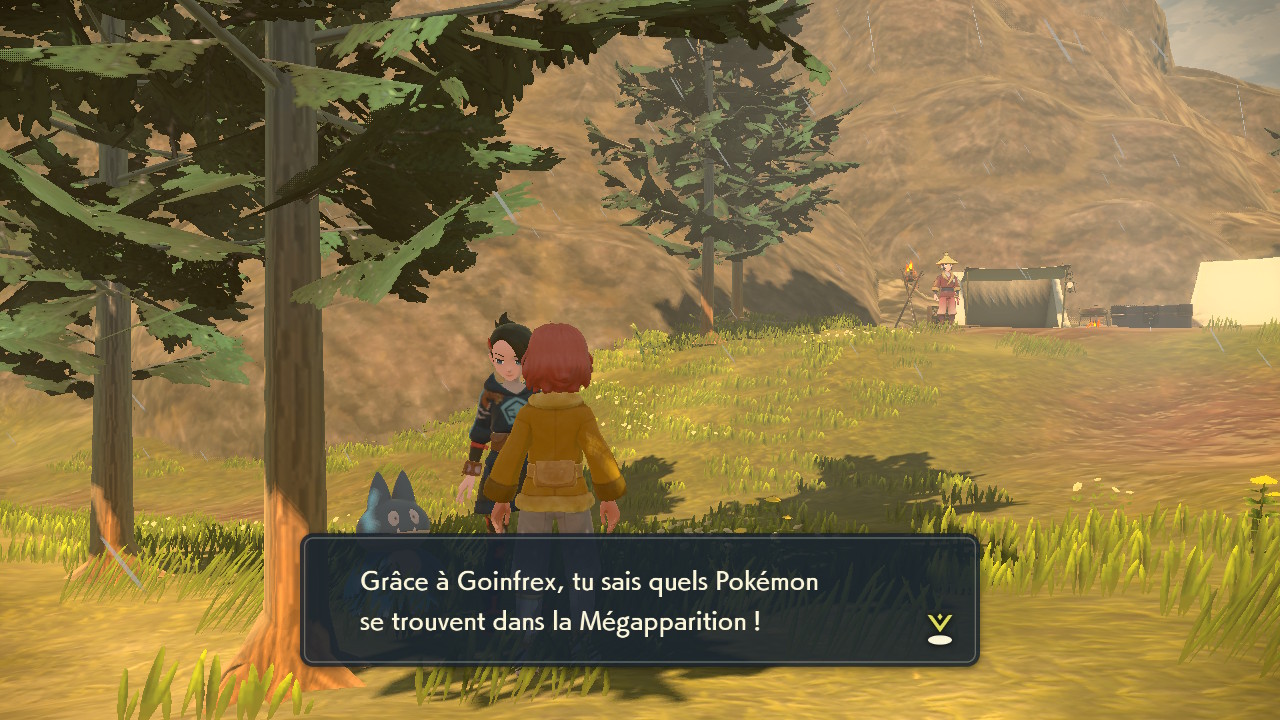 Grâce à Goinfrex, tu sais quels Pokémon
se trouvent dans la Mégapparition !